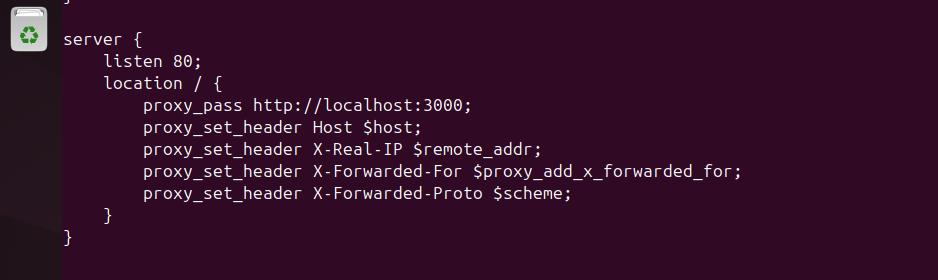 }
server {
    listen 80;
    location / {
        proxy_pass http://localhost:3000;
        proxy_set_header Host $host;
        proxy_set_header X-Real-IP $remote_addr;
        proxy_set_header X-Forwarded-For $proxy_add_x_forwarded_for;
        proxy_set_header X-Forwarded-Proto $scheme;
    }
}